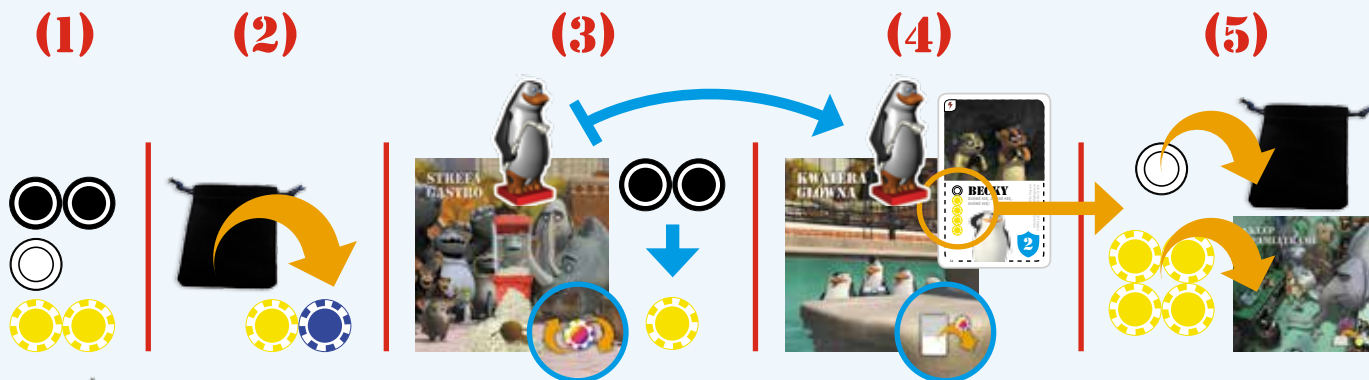 (1)
(2)
(3)
(4)
(5)
STREFA
GASTRO
KWATERA
GŁÓWNA
BECKY
2